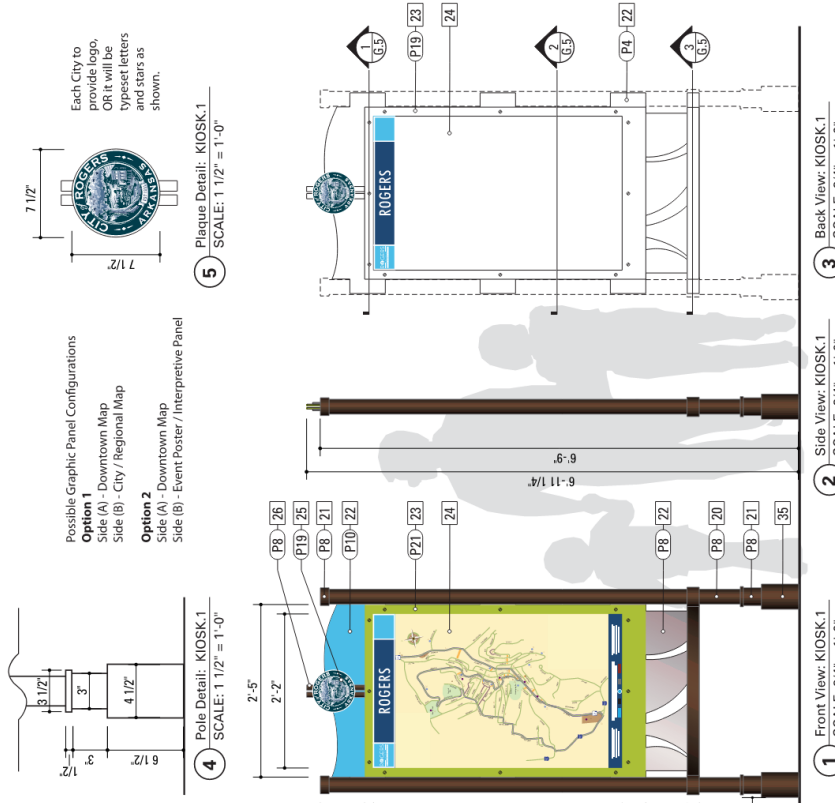 Possible Graphic Panel Configurations
Option 1
Side (A) - Downtown Map
Side (B) - City / Regional Map
Option 2
Side (A) - Downtown Map
Side (B) - Event Poster / Interpretive Panel
Each City to
provide logo,
OR it will be
typeset letters
and stars as
shown.
7 1/2"
7 1/2"
CITY of ROGERS
ARKANSAS
5
Plaque Detail: KIOSK.1
SCALE: 1 1/2" = 1'-0"
3 1/2"
3"
4 1/2"
1/2"
3"
6 1/2"
4
Pole Detail: KIOSK.1
SCALE: 1 1/2" = 1'-0"
2'-5"
2'-2"
ROGERS
P8 26
P19 25
P8 21
P10 22
P21 23
24
P8 22
P8 20
P8 21
35
1
Front View: KIOSK.1
6'-9"
6'-11 1/4"
2
Side View: KIOSK.1
ROGERS
1
G.5
P19 23
24
2
G.5
P4 22
3
G.5
3
Back View: KIOSK.1